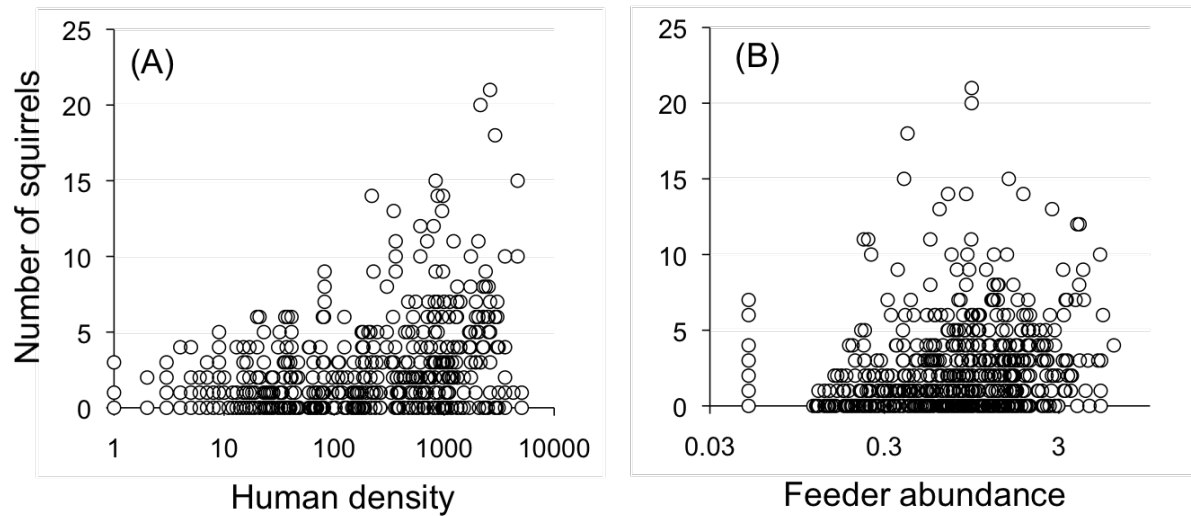 25
(A)
20
15
10
5
0
1 10 100 1000 10000
Number of squirrels
Human density
25
(B)
20
15
10
5
0
0.03 0.3 3
Feeder abundance